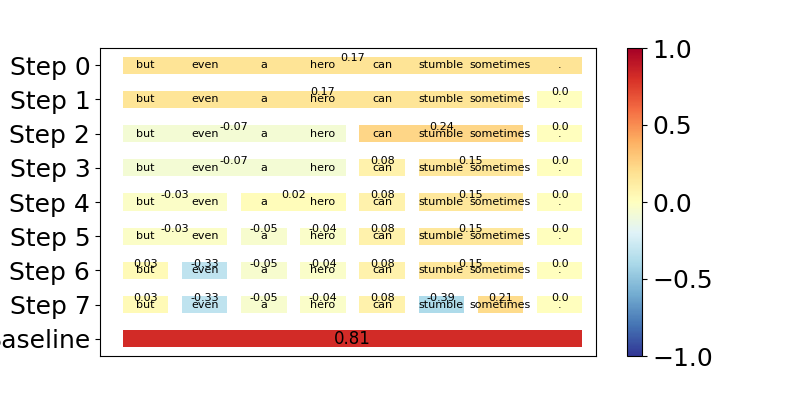 Step 0 but even a hero 0.17 can stumble sometimes .
Step 1 but even a hero 0.17 can stumble sometimes . 0.0
Step 2 but even -0.07 a hero can stumble 0.24 sometimes . 0.0
Step 3 but even -0.07 a hero can 0.08 stumble 0.15 sometimes . 0.0
Step 4 but -0.03 even a 0.02 hero can 0.08 stumble 0.15 sometimes . 0.0
Step 5 but -0.03 even a -0.05 hero -0.04 can 0.08 stumble 0.15 sometimes . 0.0
Step 6 but 0.03 even -0.33 a -0.05 hero -0.04 can 0.08 stumble 0.15 sometimes . 0.0
Step 7 but 0.03 even -0.33 a -0.05 hero -0.04 can 0.08 stumble -0.39 sometimes 0.21 . 0.0
aseline 0.81
1.0
0.5
0.0
−0.5
−1.0